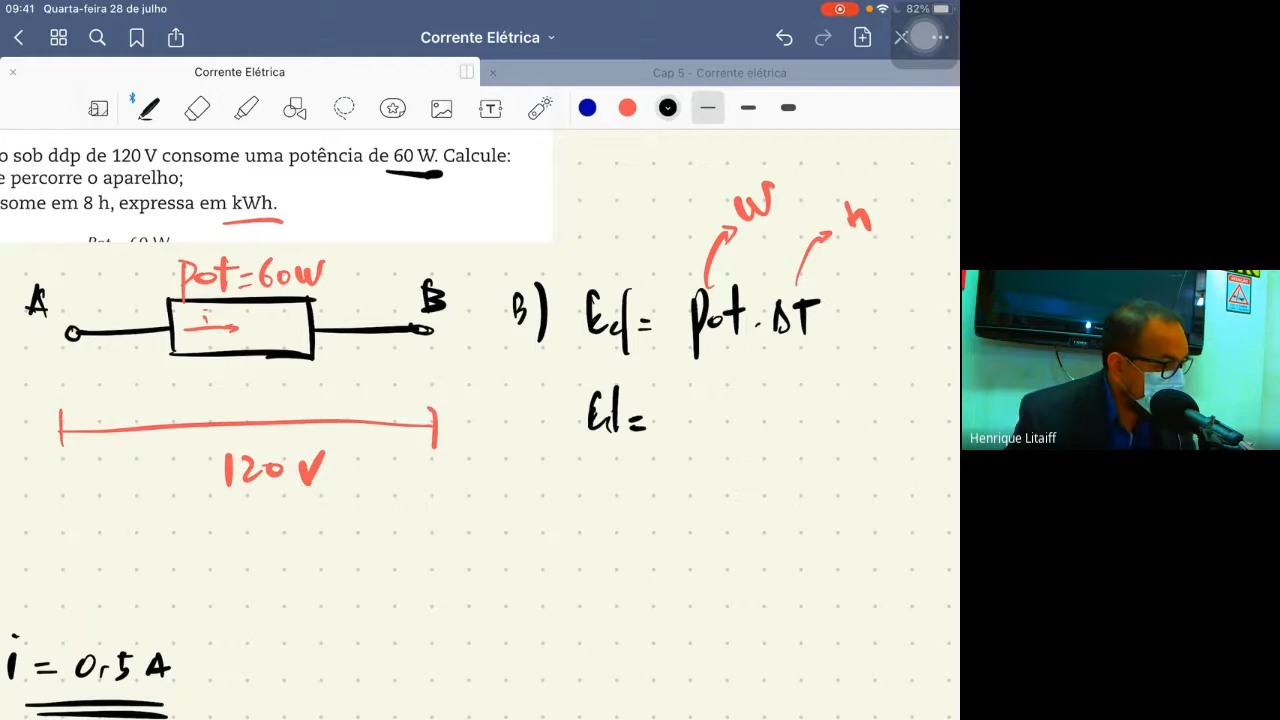 09:41 Quarta-feira 28 de julho
82%
Corrente Elétrica
Corrente Elétrica
Cap 5 - Corrente elétrica
o sob ddp de 120 V consome uma potência de 60 W. Calcule:
e percorre o aparelho;
some em 8 h, expressa em kWh.
Pot = 60 W
W
h
pot=60W
A
B
i
B) Eel = pot . ΔT
Eel =
120 V
i = 0,5 A
Henrique Litaiff